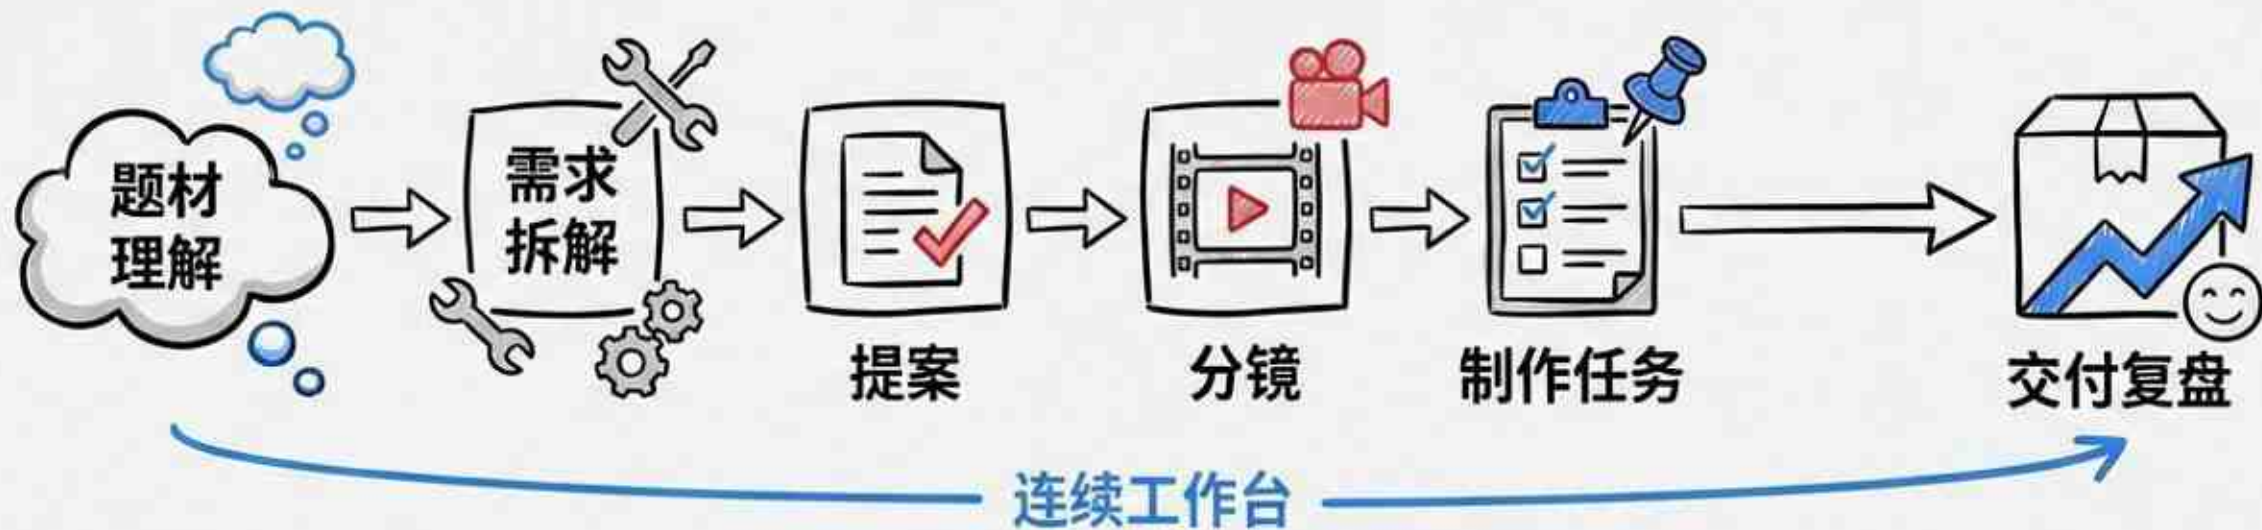 题材
理解
需求
拆解
提案
分镜
制作任务
交付复盘
连续工作台